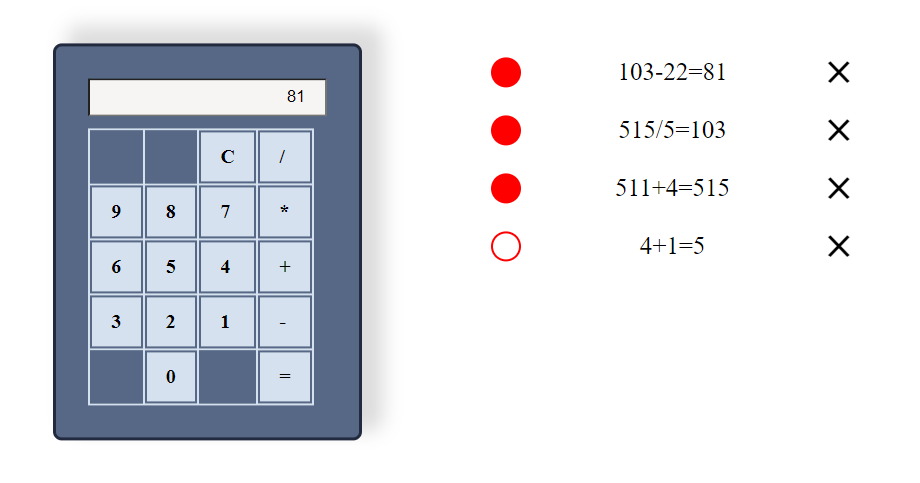 81
C /
9 8 7 *
6 5 4 +
3 2 1 -
0 =
103-22=81
515/5=103
511+4=515
4+1=5